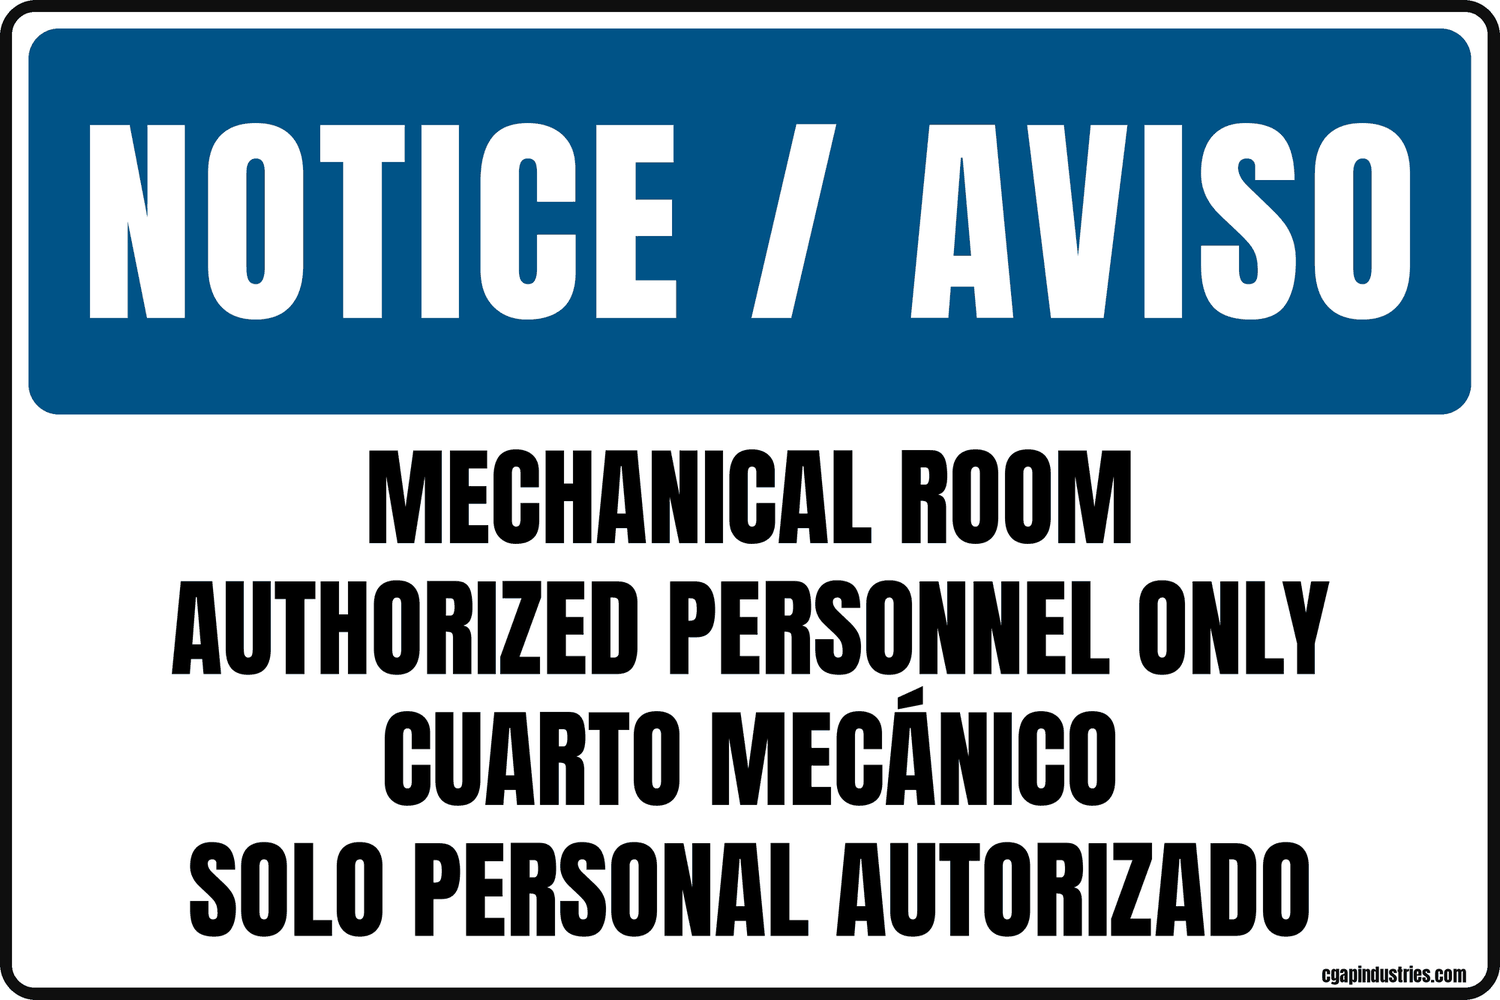 NOTICE / AVISO
MECHANICAL ROOM
AUTHORIZED PERSONNEL ONLY
CUARTO MECÁNICO
SOLO PERSONAL AUTORIZADO
cgapindustries.com